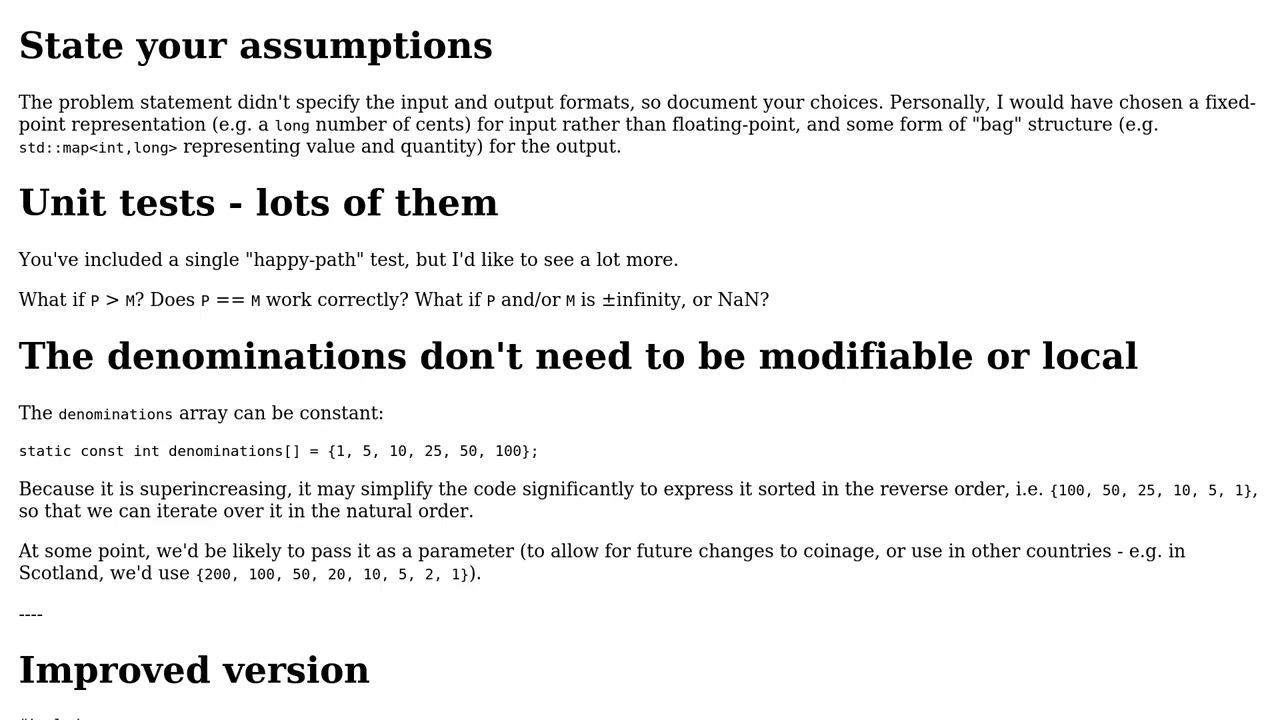 State your assumptions
The problem statement didn't specify the input and output formats, so document your choices. Personally, I would have chosen a fixed-
point representation (e.g. a long number of cents) for input rather than floating-point, and some form of "bag" structure (e.g.
std::map<int,long> representing value and quantity) for the output.
Unit tests - lots of them
You've included a single "happy-path" test, but I'd like to see a lot more.
What if P > M? Does P == M work correctly? What if P and/or M is ±infinity, or NaN?
The denominations don't need to be modifiable or local
The denominations array can be constant:
static const int denominations[] = {1, 5, 10, 25, 50, 100};
Because it is superincreasing, it may simplify the code significantly to express it sorted in the reverse order, i.e. {100, 50, 25, 10, 5, 1},
so that we can iterate over it in the natural order.
At some point, we'd be likely to pass it as a parameter (to allow for future changes to coinage, or use in other countries - e.g. in
Scotland, we'd use {200, 100, 50, 20, 10, 5, 2, 1}).
----
Improved version